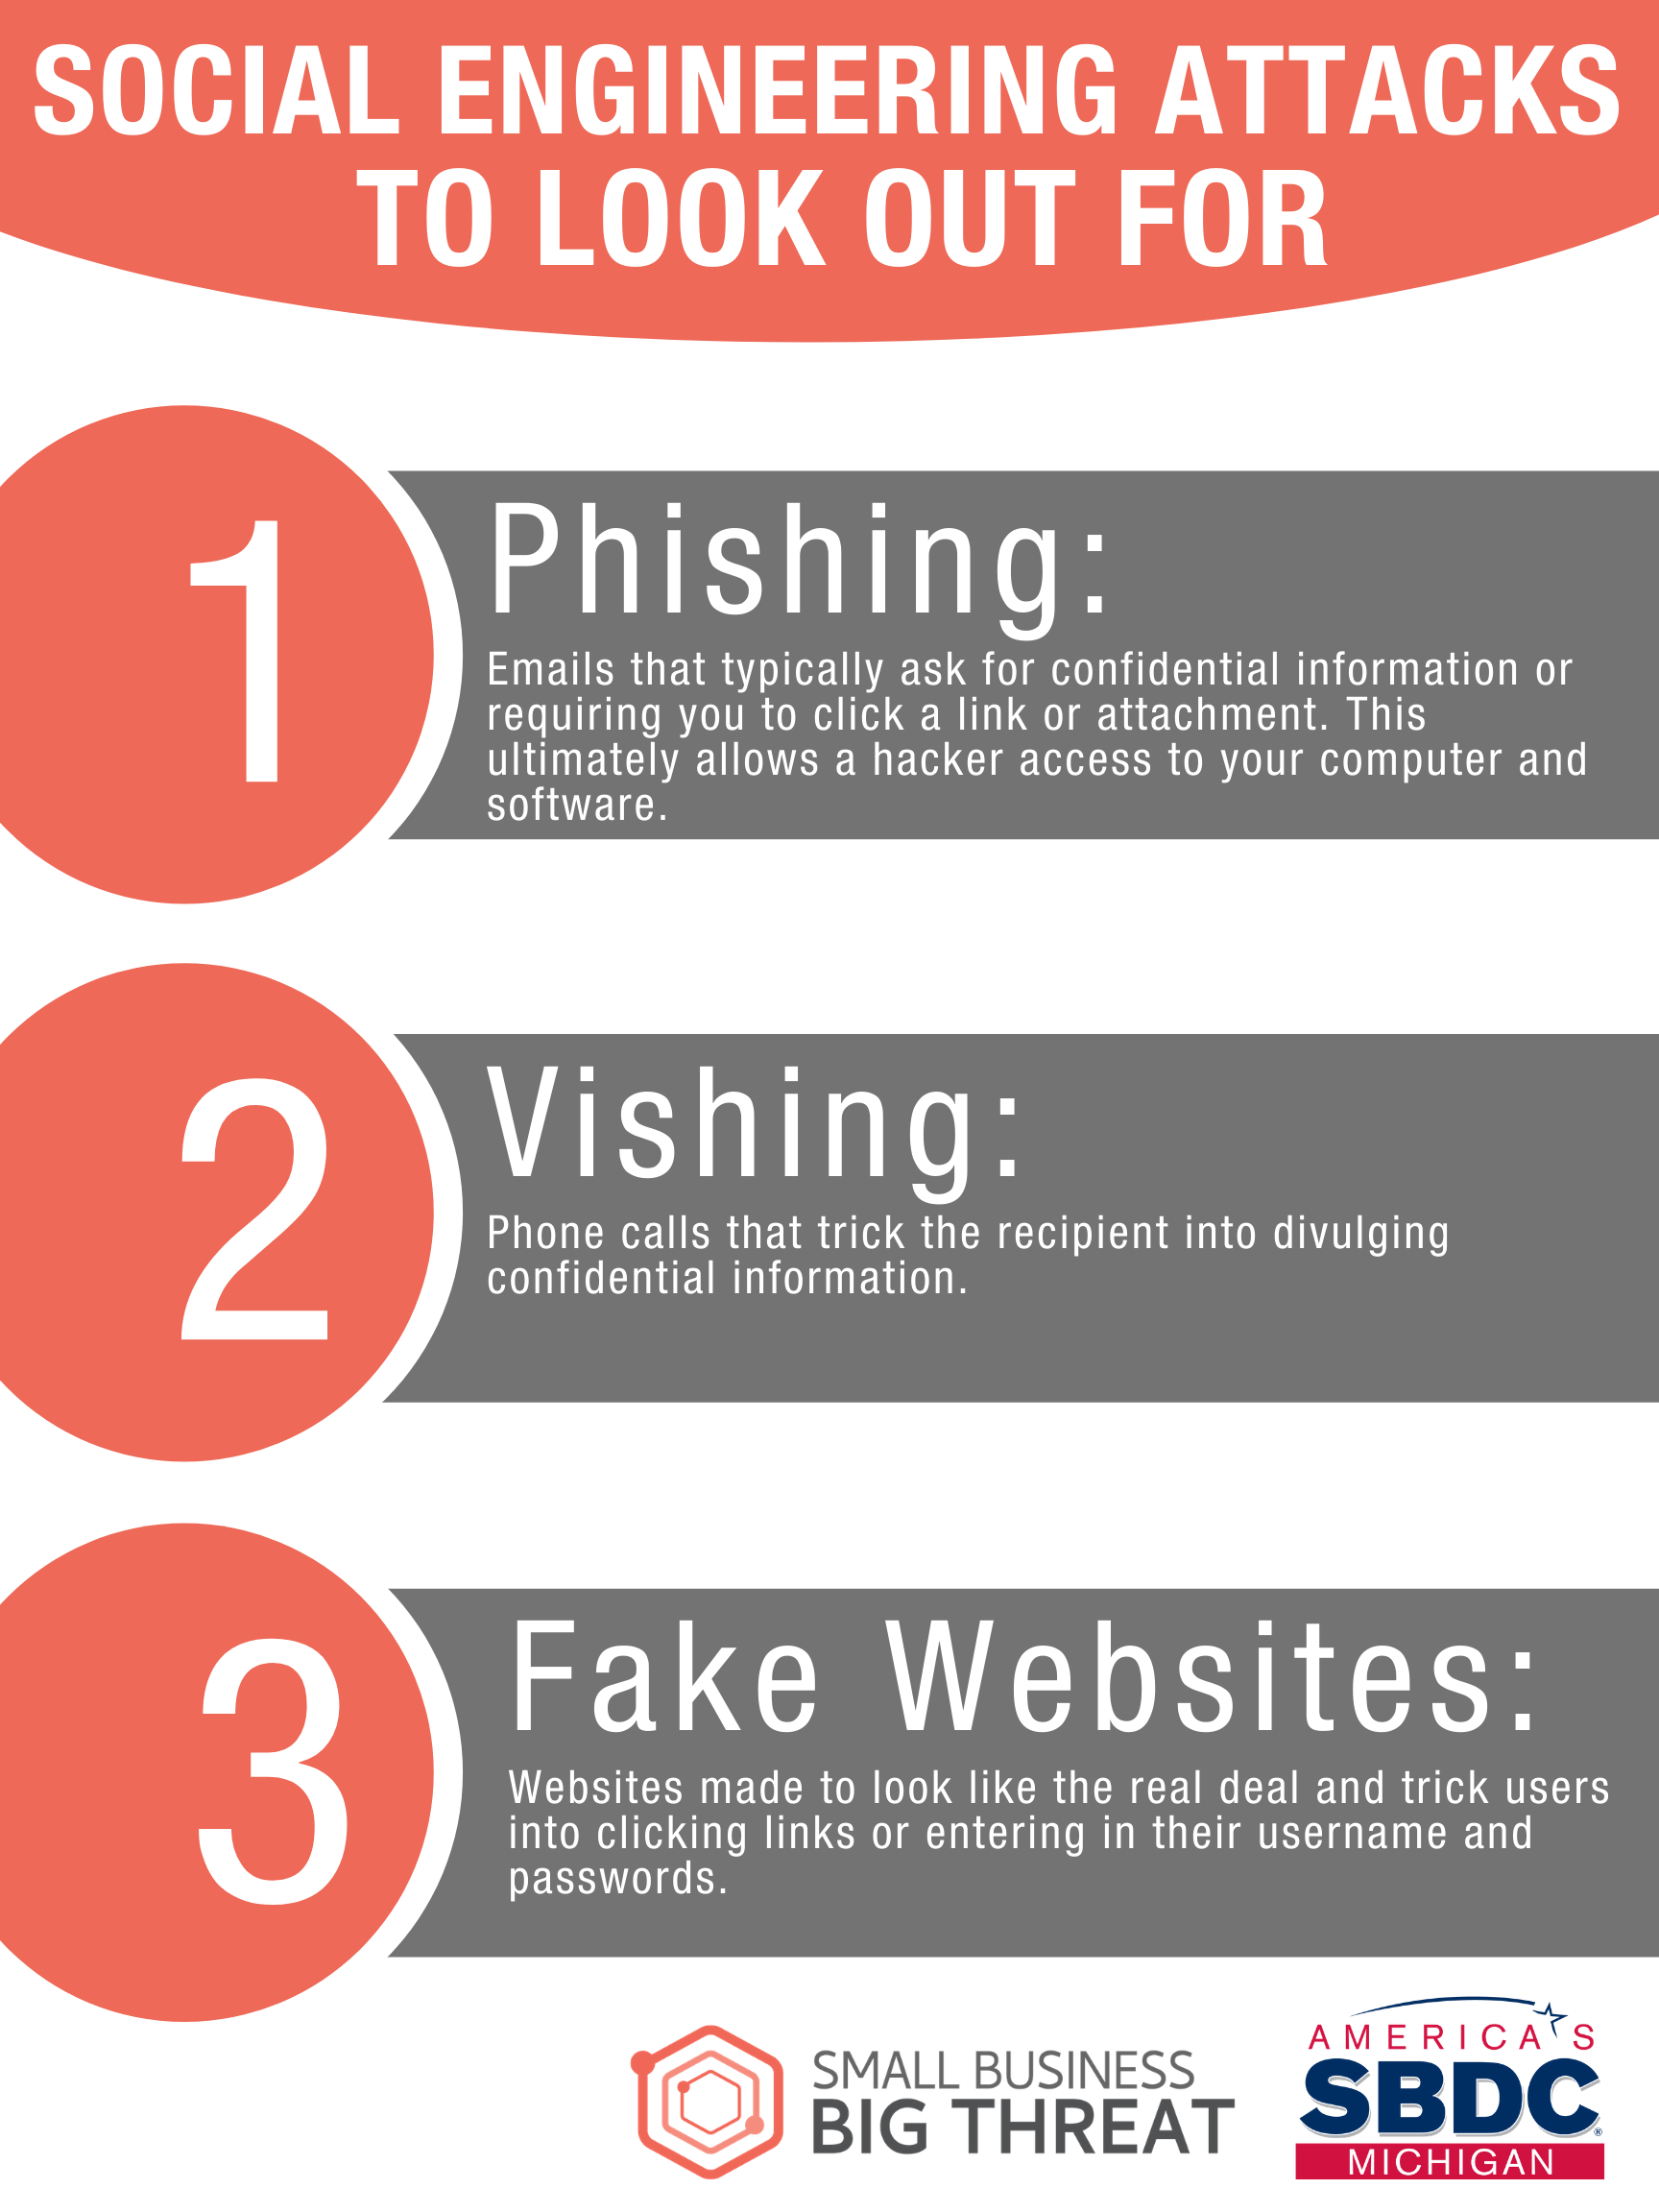 SOCIAL ENGINEERING ATTACKS
TO LOOK OUT FOR
1
Phishing:
Emails that typically ask for confidential information or
requiring you to click a link or attachment. This
ultimately allows a hacker access to your computer and
software.
2
Vishing:
Phone calls that trick the recipient into divulging
confidential information.
3
Fake Websites:
Websites made to look like the real deal and trick users
into clicking links or entering in their username and
passwords.
SMALL BUSINESS
BIG THREAT
AMERICA'S
SBDC®
MICHIGAN